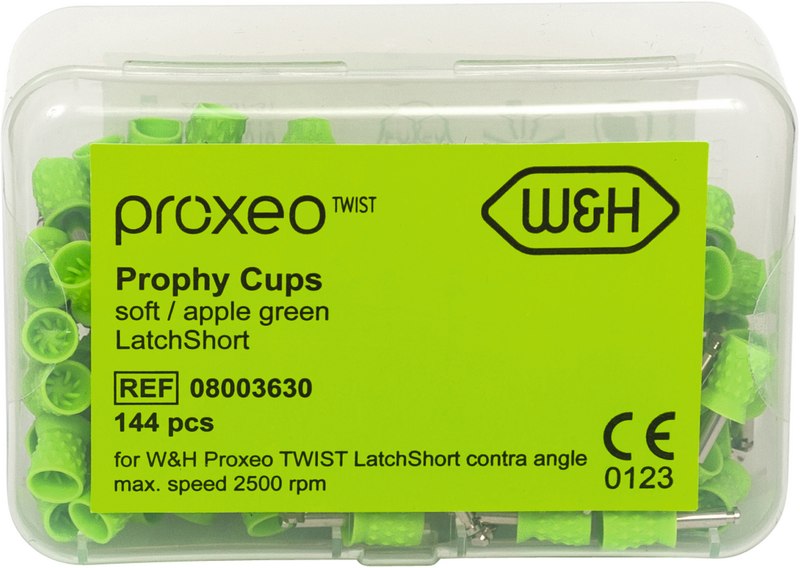 proxeo TWIST
W&H
Prophy Cups
soft / apple green
LatchShort
REF 08003630
144 pcs
for W&H Proxeo TWIST LatchShort contra angle
max. speed 2500 rpm
CE
0123